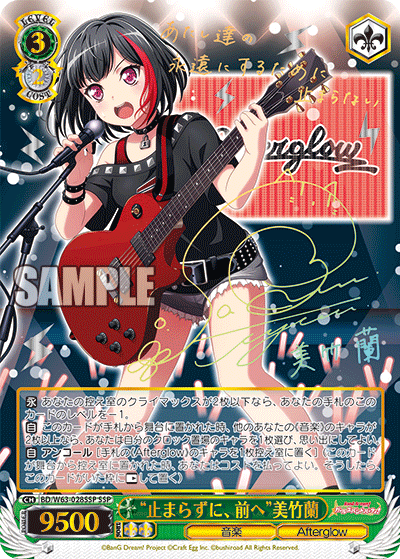 LEVEL
3
2
COST
あたし達の
永遠にするために
止まらない
Afterglow
SAMPLE
美竹 蘭
永 あなたの控え室のクライマックスが2枚以下なら、あなたの手札のこの
カードのレベルを－1。
自 このカードが手札から舞台に置かれた時、他のあなたの《音楽》のキャラが
2枚以上なら、あなたは自分のクロック置場のキャラを1枚選び、思い出にしてよい。
自 アンコール ［手札の《Afterglow》のキャラを1枚控え室に置く］（このカー
ドが舞台から控え室に置かれた時、あなたはコストを払ってよい。そうしたら、こ
のカードがいた枠にレストして置く）
CH BD/W63-028SSP SSP
9500
“止まらずに、前へ”美竹蘭
音楽
Afterglow
©BanG Dream! Project ©Craft Egg Inc. ©bushiroad All Rights Reserved.